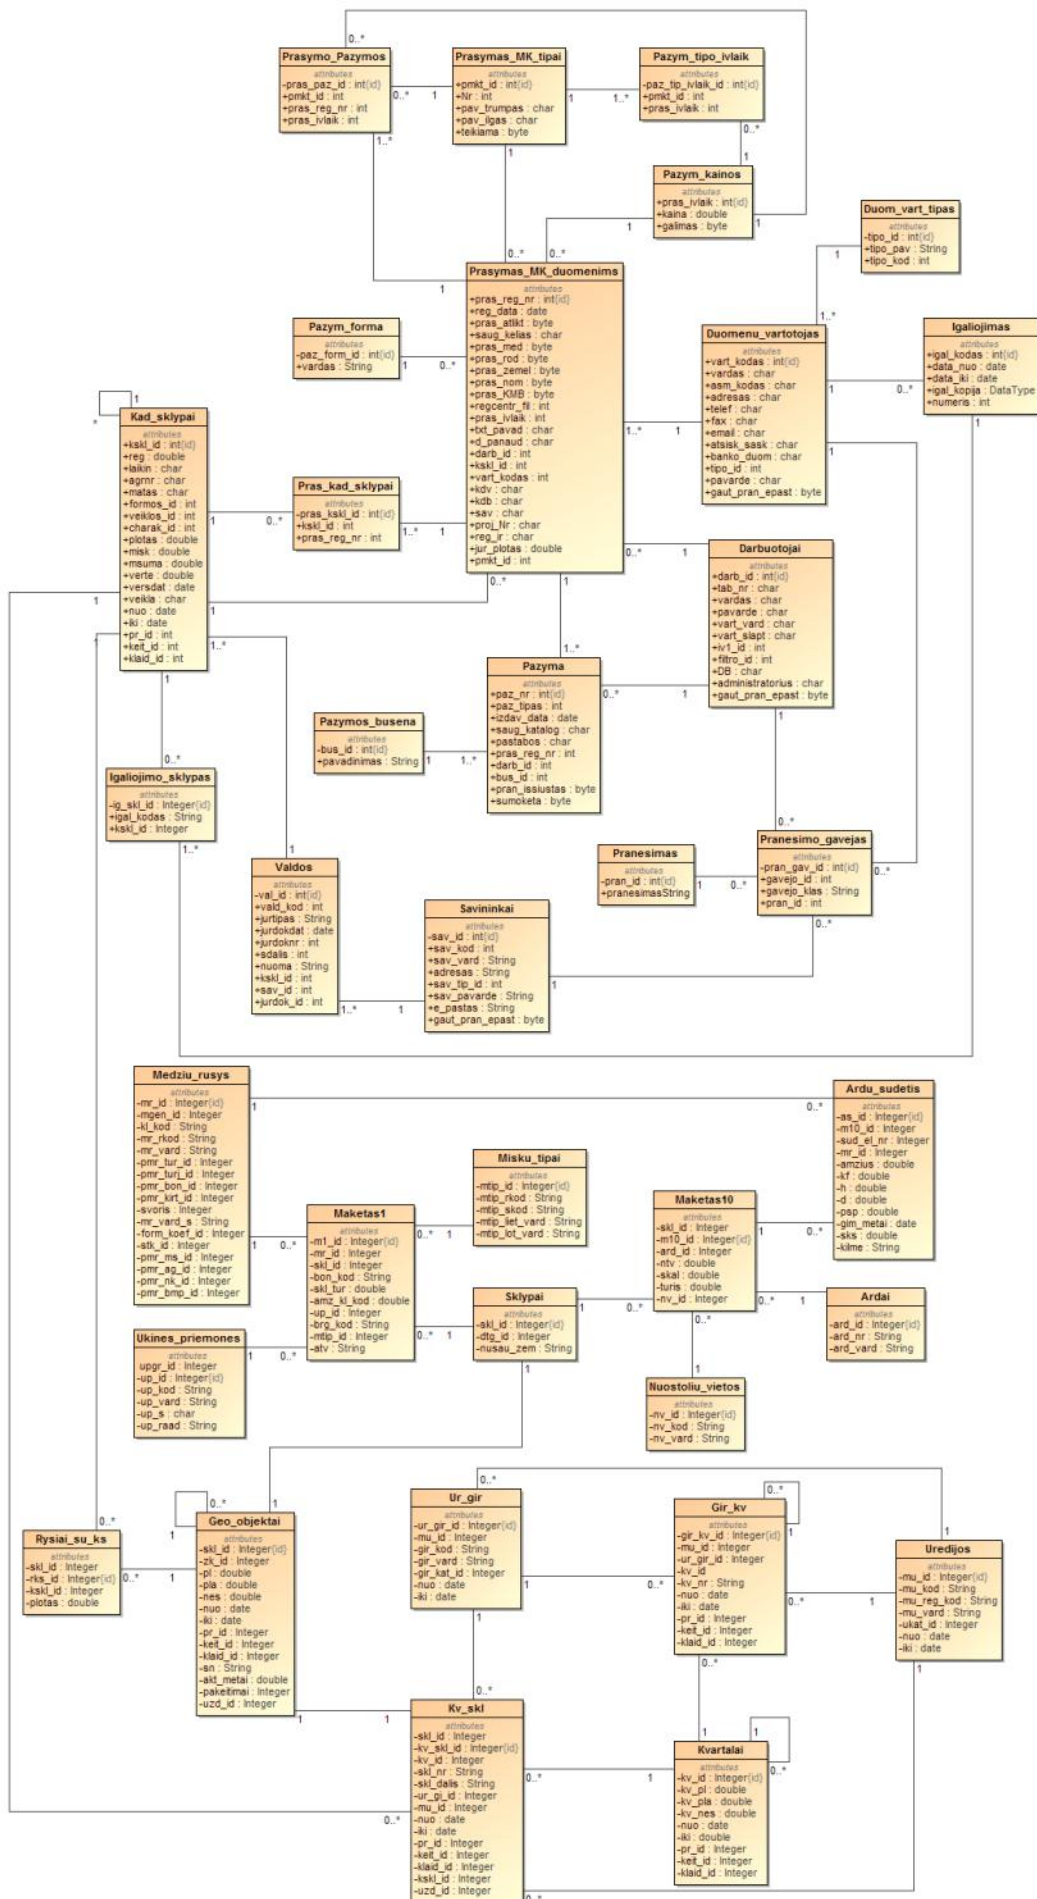 Prasymo_Pazymos
attributes
-pras_paz_id : int{id}
+pmkt_id : int
+pras_reg_nr : int
+pras_ivlaik : int
Prasymas_MK_tipai
attributes
+pmkt_id : int{id}
+Nr : int
+pav_trumpas : char
+pav_ilgas : char
+teikiama : byte
Pazym_tipo_ivlaik
attributes
-paz_tip_ivlaik_id : int{id}
+pmkt_id : int
+pras_ivlaik : int
Pazym_kainos
attributes
+pras_ivlaik : int{id}
+kaina : double
+galimas : byte
Duom_vart_tipas
attributes
-tipo_id : int{id}
+tipo_pav : String
+tipo_kod : int
Prasymas_MK_duomenims
attributes
+pras_reg_nr : int{id}
+reg_data : date
+pras_atlikt : byte
+saug_kelias : char
+pras_med : byte
+pras_rod : byte
+pras_zemel : byte
+pras_nom : byte
+pras_KMB : byte
+regcentr_fil : int
+pras_ivlaik : int
+txt_pavad : char
+d_panaud : char
+darb_id : int
+kskl_id : int
+vart_kodas : int
+kdv : char
+kdb : char
+sav : char
+proj_Nr : char
+reg_ir : char
+jur_plotas : double
+pmkt_id : int
Pazym_forma
attributes
-paz_form_id : int{id}
+vardas : String
Duomenu_vartotojas
attributes
+vart_kodas : int{id}
+vardas : char
+asm_kodas : char
+adresas : char
+telef : char
+fax : char
+email : char
+atsisk_sask : char
+banko_duom : char
+tipo_id : int
+pavarde : char
+gaut_pran_epast : byte
Igaliojimas
attributes
+igal_kodas : int{id}
+data_nuo : date
+data_iki : date
+igal_kopija : DataType
+numeris : int
Kad_sklypai
attributes
+kskl_id : int{id}
+reg : double
+laikin : char
+agrnr : char
+matas : char
+formos_id : int
+veiklos_id : int
+charak_id : int
+plotas : double
+misk : double
+msuma : double
+verte : double
+versdat : date
+veikla : char
+nuo : date
+iki : date
+pr_id : int
+keit_id : int
+klaid_id : int
Pras_kad_sklypai
attributes
-pras_kskl_id : int{id}
+kskl_id : int
+pras_reg_nr : int
Darbuotojai
attributes
+darb_id : int{id}
+tab_nr : char
+vardas : char
+pavarde : char
+vart_vard : char
+vart_slapt : char
+iv1_id : int
+filtro_id : int
+DB : char
+administratorius : char
+gaut_pran_epast : byte
Pazyma
attributes
+paz_nr : int{id}
+paz_tipas : int
+izdav_data : date
+saug_katalog : char
+pastabos : char
+pras_reg_nr : int
+darb_id : int
+bus_id : int
+pran_issiustas : byte
+sumoketa : byte
Pazymos_busena
attributes
-bus_id : int{id}
+pavadinimas : String
Igaliojimo_sklypas
attributes
-ig_skl_id : Integer{id}
+igal_kodas : String
+kskl_id : Integer
Pranesimas
attributes
-pran_id : int{id}
+pranesimasString
Pranesimo_gavejas
attributes
-pran_gav_id : int{id}
+gavejo_id : int
+gavejo_klas : String
+pran_id : int
Valdos
attributes
-val_id : int{id}
+vald_kod : int
+jurtipas : String
+jurdokdat : date
+jurdoknr : int
+sdalis : int
+nuoma : String
+kskl_id : int
+sav_id : int
+jurdok_id : int
Savininkai
attributes
-sav_id : int{id}
+sav_kod : int
+sav_vard : String
+adresas : String
+sav_tip_id : int
+sav_pavarde : String
+e_pastas : String
+gaut_pran_epast : byte
Medziu_rusys
attributes
-mr_id : Integer{id}
-mgen_id : Integer
-kl_kod : String
-mr_rkod : String
-mr_vard : String
-pmr_tur_id : Integer
-pmr_turj_id : Integer
-pmr_bon_id : Integer
-pmr_kirt_id : Integer
-svoris : Integer
-mr_vard_s : String
-form_koef_id : Integer
-stk_id : Integer
-pmr_ms_id : Integer
-pmr_ag_id : Integer
-pmr_nk_id : Integer
-pmr_bmp_id : Integer
Ardu_sudetis
attributes
-as_id : Integer{id}
-m10_id : Integer
-sud_el_nr : Integer
-mr_id : Integer
-amzius : double
-kf : double
-h : double
-d : double
-psp : double
-gim_metai : date
-sks : double
-kilme : String
Misku_tipai
attributes
-mtip_id : Integer{id}
-mtip_rkod : String
-mtip_skod : String
-mtip_liet_vard : String
-mtip_lot_vard : String
Maketas1
attributes
-m1_id : Integer{id}
-mr_id : Integer
-skl_id : Integer
-bon_kod : String
-skl_tur : double
-amz_kl_kod : double
-up_id : Integer
-brg_kod : String
-mtip_id : Integer
-atv : String
Maketas10
attributes
-skl_id : Integer
-m10_id : Integer{id}
-ard_id : Integer
-ntv : double
-skal : double
-turis : double
-nv_id : Integer
Sklypai
attributes
-skl_id : Integer{id}
-dtg_id : Integer
-nusau_zem : String
Ardai
attributes
-ard_id : Integer{id}
-ard_nr : String
-ard_vard : String
Ukines_priemones
attributes
upgr_id : Integer
-up_id : Integer{id}
-up_kod : String
-up_vard : String
-up_s : char
-up_raad : String
Nuostoliu_vietos
attributes
-nv_id : Integer{id}
-nv_kod : String
-nv_vard : String
Rysiai_su_ks
attributes
-skl_id : Integer
-rks_id : Integer{id}
-kskl_id : Integer
-plotas : double
Geo_objektai
attributes
-skl_id : Integer{id}
-zk_id : Integer
-pl : double
-pla : double
-nes : double
-nuo : date
-iki : date
-pr_id : Integer
-keit_id : Integer
-klaid_id : Integer
-sn : String
-akt_metai : double
-pakeitimai : Integer
-uzd_id : Integer
Ur_gir
attributes
-ur_gir_id : Integer{id}
-mu_id : Integer
-gir_kod : String
-gir_vard : String
-gir_kat_id : Integer
-nuo : date
-iki : date
Gir_kv
attributes
-gir_kv_id : Integer{id}
-mu_id : Integer
-ur_gir_id : Integer
-kv_id
-kv_nr : String
-nuo : date
-iki : date
-pr_id : Integer
-keit_id : Integer
-klaid_id : Integer
Uredijos
attributes
-mu_id : Integer{id}
-mu_kod : String
-mu_reg_kod : String
-mu_vard : String
-ukat_id : Integer
-nuo : date
-iki : date
Kv_skl
attributes
-skl_id : Integer
-kv_skl_id : Integer{id}
-kv_id : Integer
-skl_nr : String
-skl_dalis : String
-ur_gi_id : Integer
-mu_id : Integer
-nuo : date
-iki : date
-pr_id : Integer
-keit_id : Integer
-klaid_id : Integer
-kskl_id : Integer
-uzd_id : Integer
Kvartalai
attributes
-kv_id : Integer{id}
-kv_pl : double
-kv_pla : double
-kv_nes : double
-nuo : date
-iki : double
-pr_id : Integer
-keit_id : Integer
-klaid_id : Integer